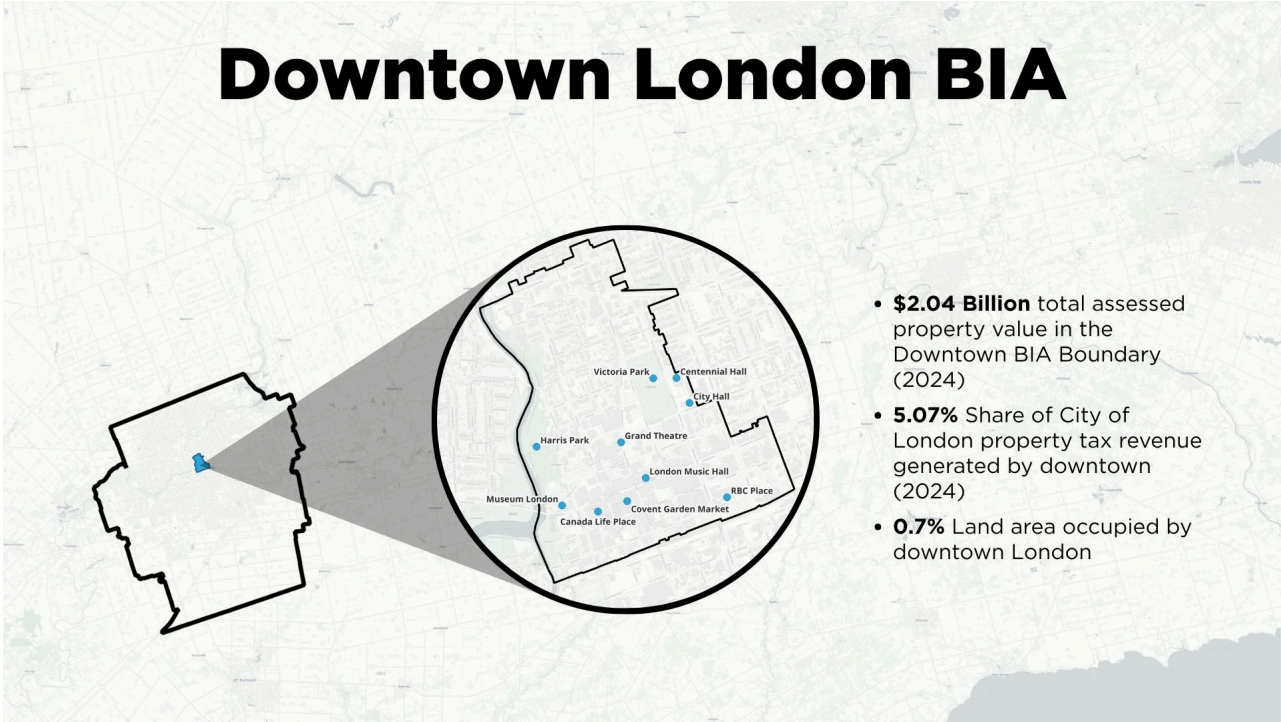 Downtown London BIA
Victoria Park
Centennial Hall
City Hall
Harris Park
Grand Theatre
London Music Hall
RBC Place
Museum London
Covent Garden Market
Canada Life Place
• $2.04 Billion total assessed
property value in the
Downtown BIA Boundary
(2024)
• 5.07% Share of City of
London property tax revenue
generated by downtown
(2024)
• 0.7% Land area occupied by
downtown London
HAMILTON